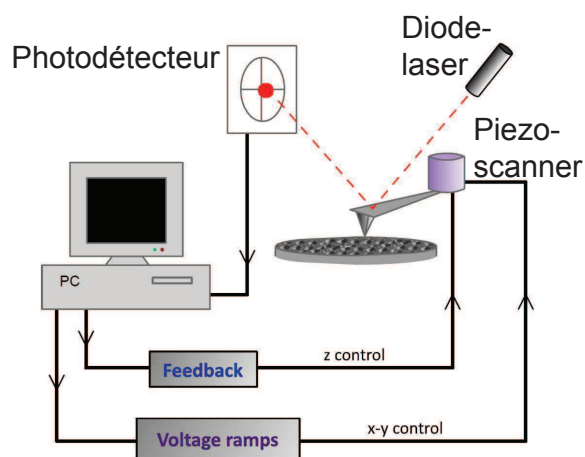 Photodétecteur
Diode-
laser
Piezo-
scanner
PC
Feedback
z control
Voltage ramps
x-y control